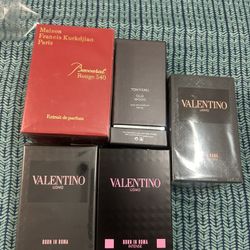 Maison
Francis Kurkdjian
Paris
Baccarat
Rouge 540
Extrait de parfum
TOM FORD
OUD
WOOD
VALENTINO
UOMO
VALENTINO
UOMO
BORN IN ROMA
VALENTINO
UOMO
BORN IN ROMA
INTENSE